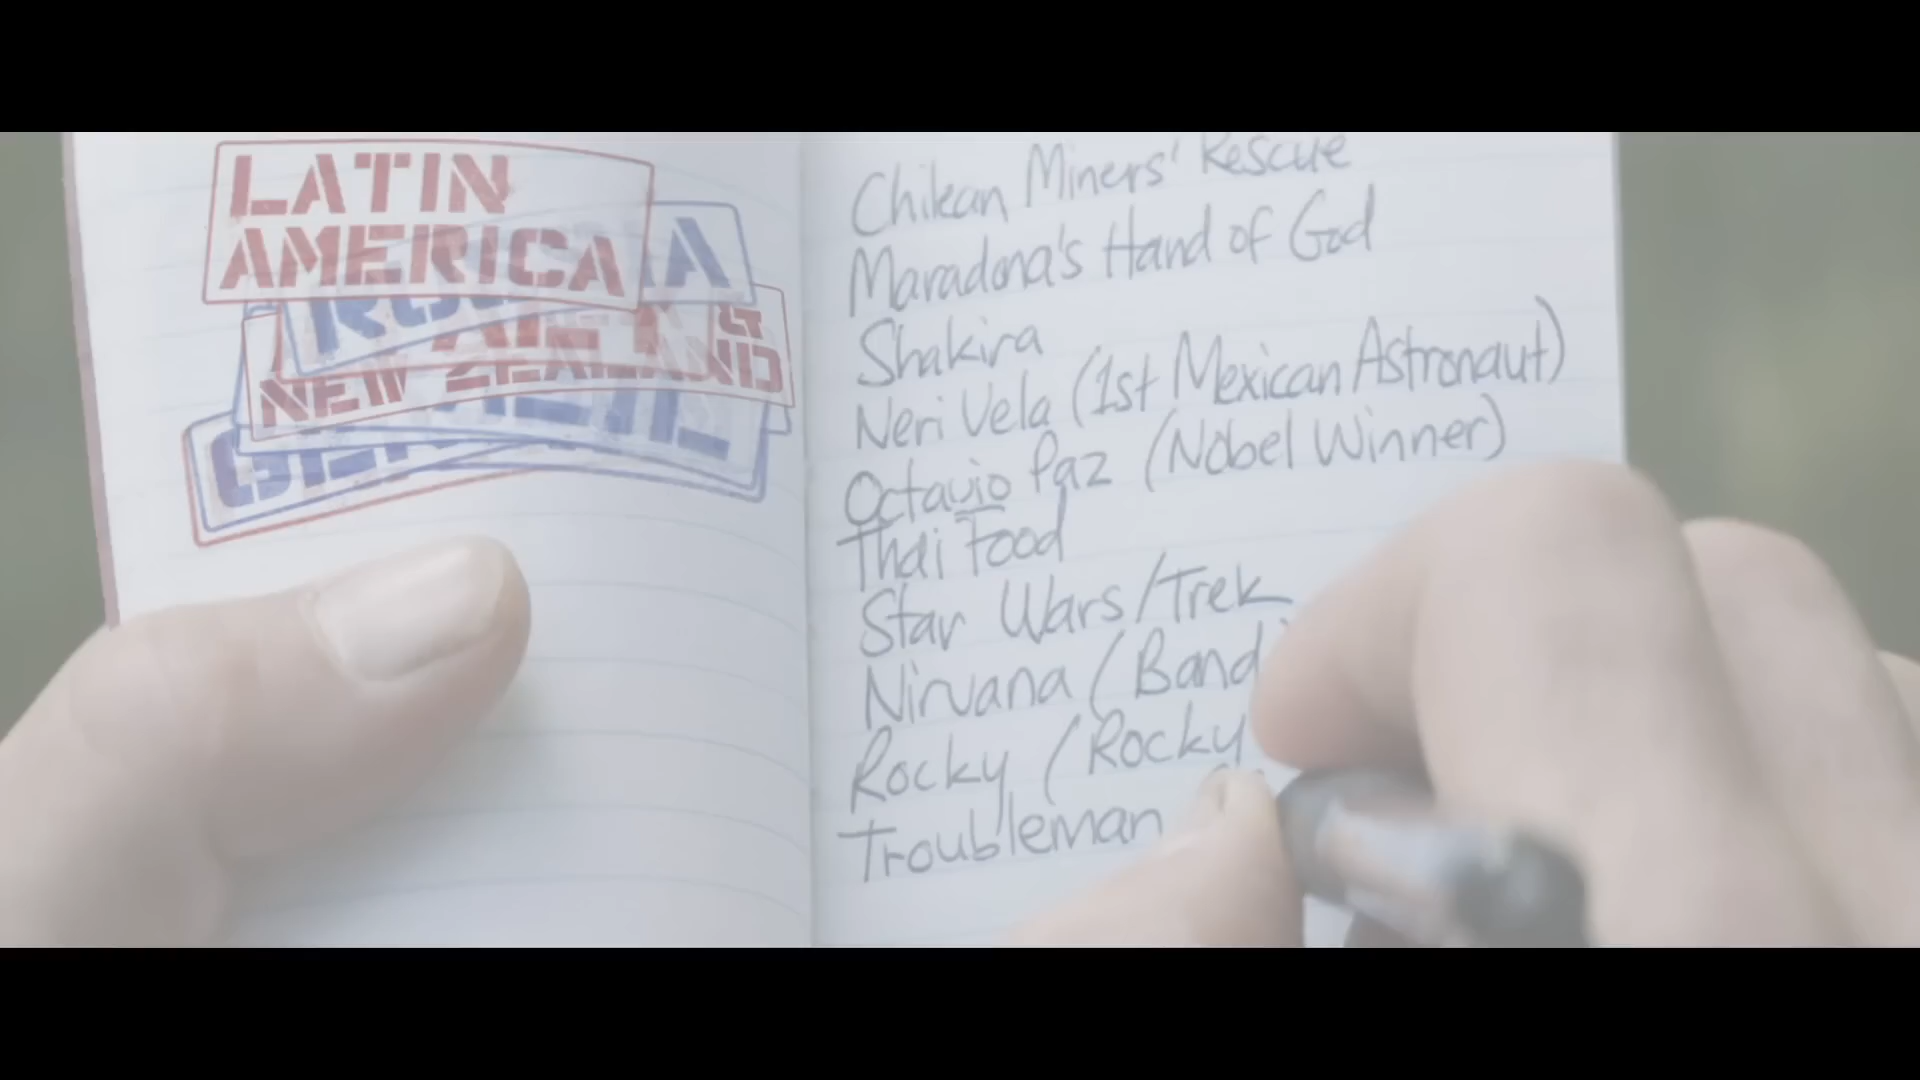 LATIN
AMERICA
NEW ZEALAND
Chilean Miners' Rescue
Maradona's Hand of God
Shakira
Neri Vela (1st Mexican Astronaut)
Octavio Paz (Nobel Winner)
Thai Food
Star Wars/Trek
Nirvana (Band
Rocky (Rocky
Troubleman